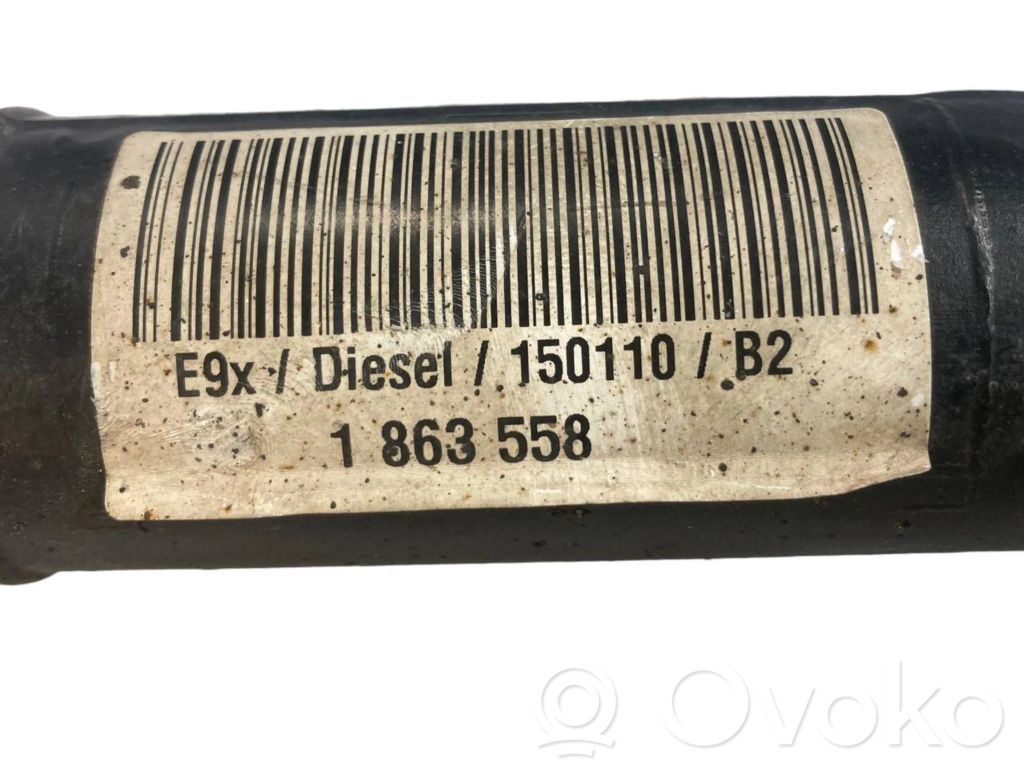 E9x / Diesel / 150110 / B2
1 863 558
Ovoko